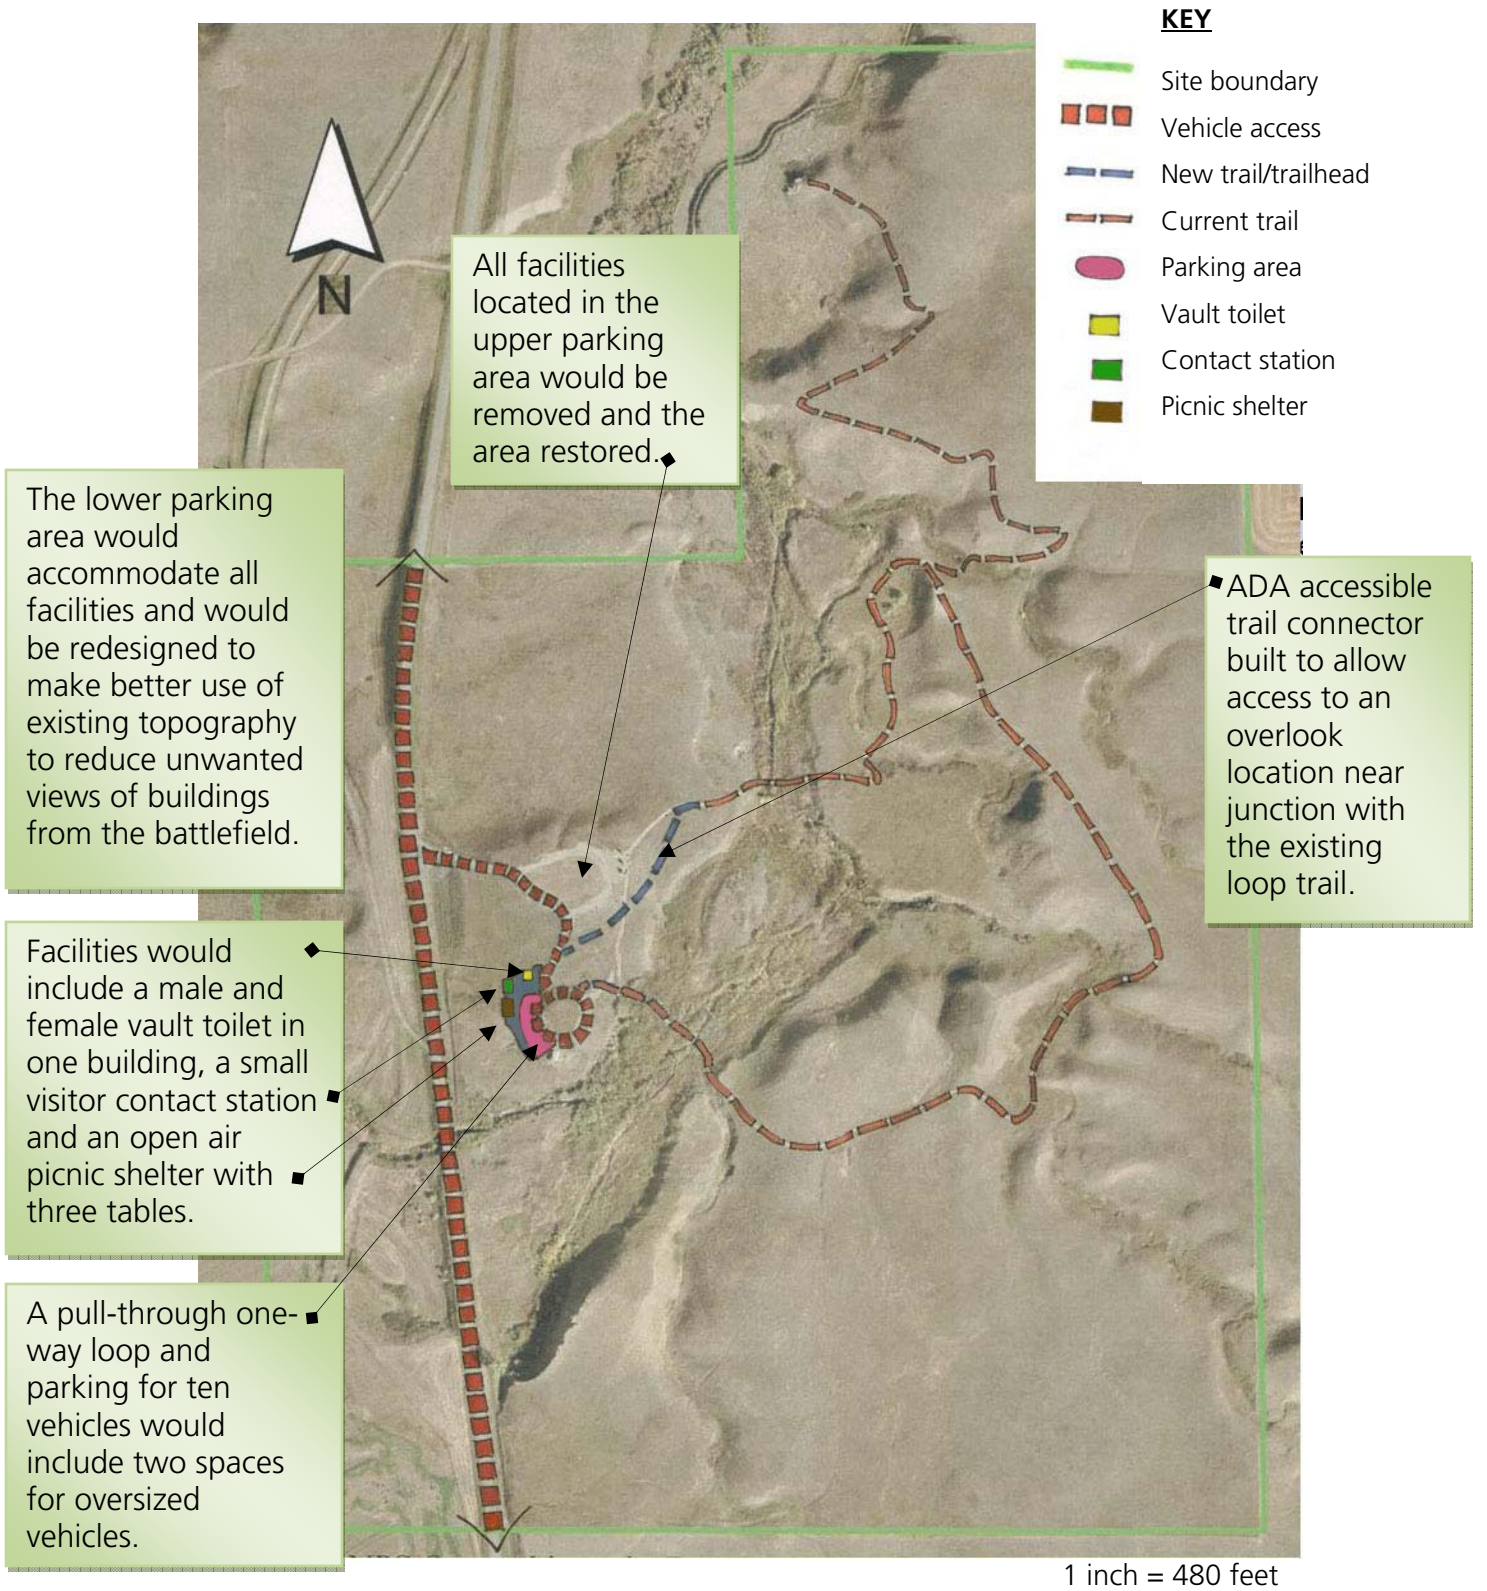 KEY
Site boundary
Vehicle access
New trail/trailhead
Current trail
Parking area
Vault toilet
Contact station
Picnic shelter
N
All facilities
located in the
upper parking
area would be
removed and the
area restored.
The lower parking
area would
accommodate all
facilities and would
be redesigned to
make better use of
existing topography
to reduce unwanted
views of buildings
from the battlefield.
ADA accessible
trail connector
built to allow
access to an
overlook
location near
junction with
the existing
loop trail.
Facilities would
include a male and
female vault toilet in
one building, a small
visitor contact station
and an open air
picnic shelter with
three tables.
A pull-through one-
way loop and
parking for ten
vehicles would
include two spaces
for oversized
vehicles.
1 inch = 480 feet